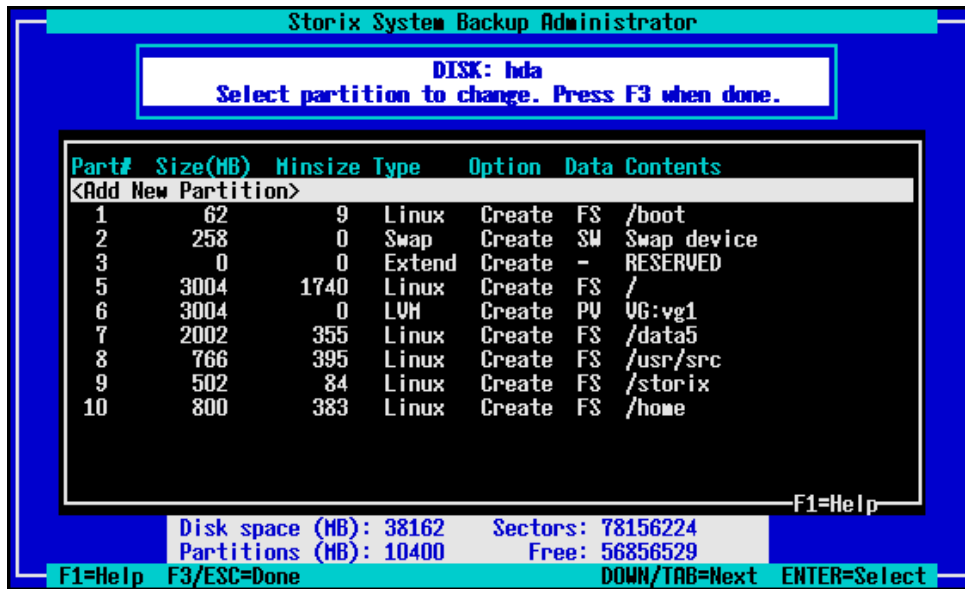 Storix System Backup Administrator
DISK: hda
Select partition to change. Press F3 when done.
Part# Size(MB) Minsize Type Option Data Contents
<Add New Partition>
1 62 9 Linux Create FS /boot
2 258 0 Swap Create SW Swap device
3 0 0 Extend Create - RESERVED
5 3004 1740 Linux Create FS /
6 3004 0 LVM Create PV VG:vg1
7 2002 355 Linux Create FS /data5
8 766 395 Linux Create FS /usr/src
9 502 84 Linux Create FS /storix
10 800 383 Linux Create FS /home
F1=Help
Disk space (MB): 38162 Sectors: 78156224
Partitions (MB): 10400 Free: 56856529
F1=Help F3/ESC=Done DOWN/TAB=Next ENTER=Select